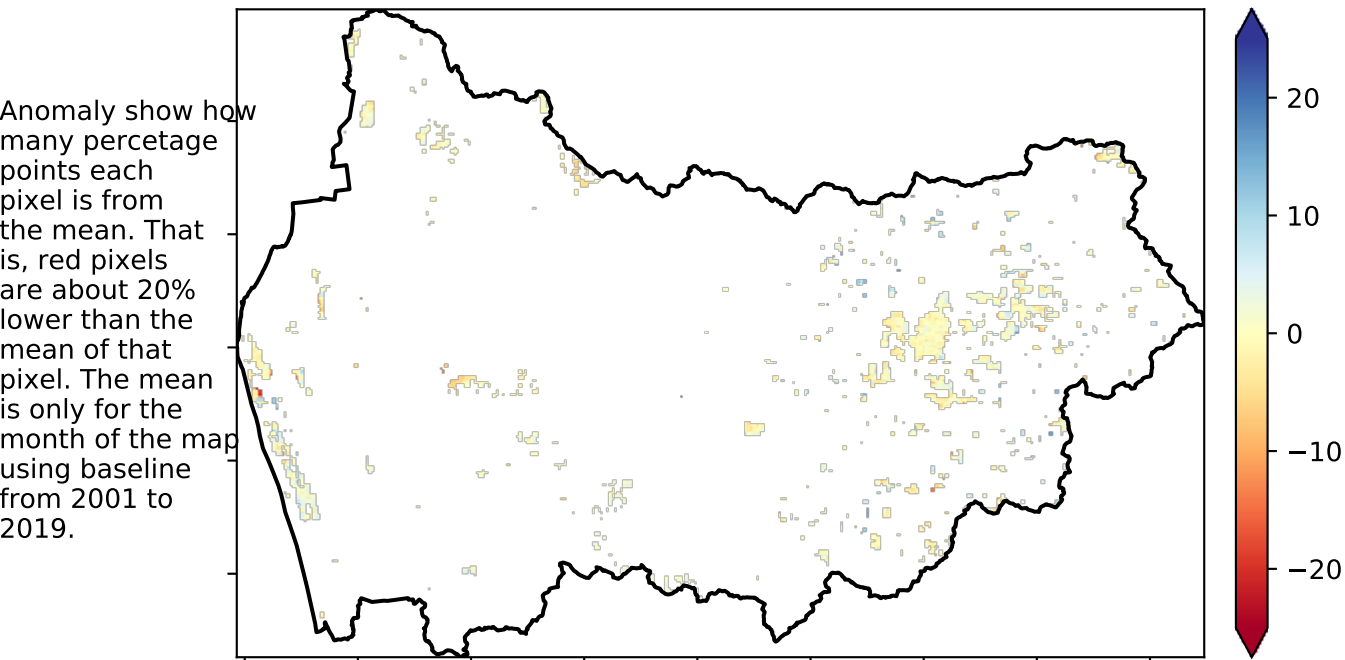 Anomaly show how
many percetage
points each
pixel is from
the mean. That
is, red pixels
are about 20%
lower than the
mean of that
pixel. The mean
is only for the
month of the map
using baseline
from 2001 to
2019.
20
10
0
−10
−20